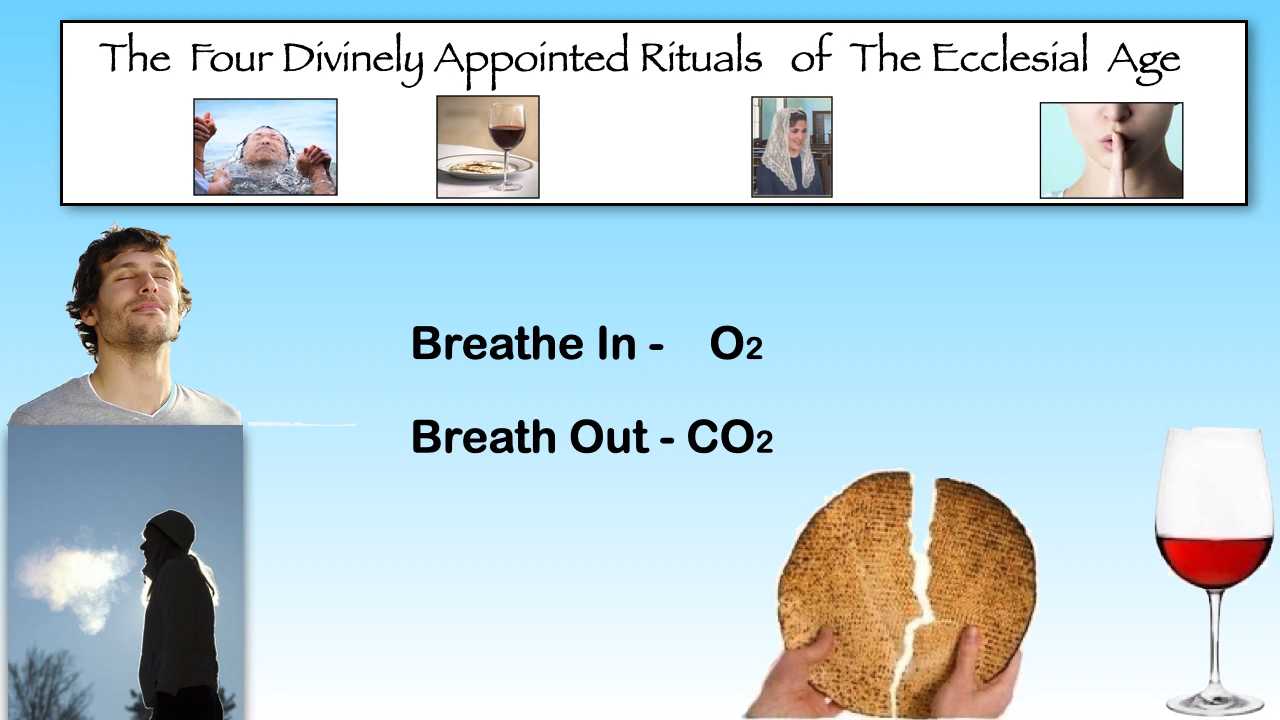 The Four Divinely Appointed Rituals of The Ecclesial Age
Breathe In - O2
Breath Out - CO2